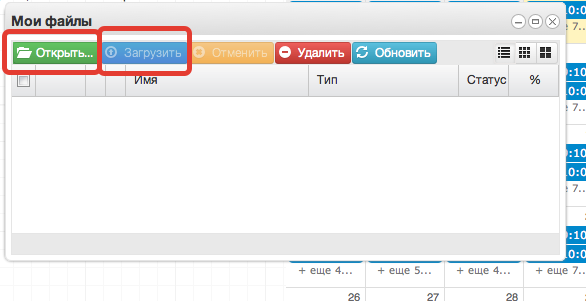 Мои файлы
Открыть... Загрузить Отменить Удалить Обновить
Имя Тип Статус %
+ еще 4... + еще 5... + еще 4... + еще 7...
26 27 28